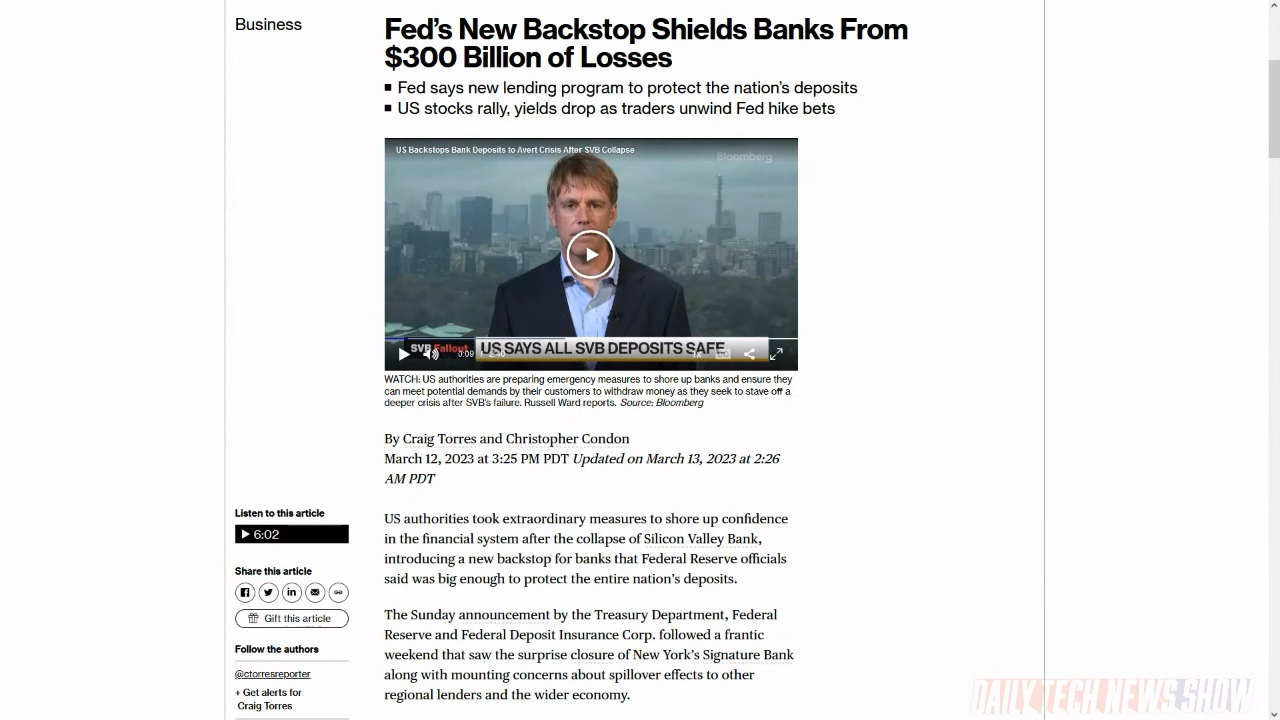 Business
Fed's New Backstop Shields Banks From
$300 Billion of Losses
Fed says new lending program to protect the nation's deposits
US stocks rally, yields drop as traders unwind Fed hike bets
US Backstops Bank Deposits to Avert Crisis After SVB Collapse
Bloomberg
SVB Fallout
US SAYS ALL SVB DEPOSITS SAFE
0:09 / 2:40
1x
WATCH: US authorities are preparing emergency measures to shore up banks and ensure they
can meet potential demands by their customers to withdraw money as they seek to stave off a
deeper crisis after SVB's failure. Russell Ward reports. Source: Bloomberg
By Craig Torres and Christopher Condon
March 12, 2023 at 3:25 PM PDT Updated on March 13, 2023 at 2:26
AM PDT
Listen to this article
6:02
Share this article
Gift this article
Follow the authors
@ctorresreporter
+ Get alerts for
Craig Torres
US authorities took extraordinary measures to shore up confidence
in the financial system after the collapse of Silicon Valley Bank,
introducing a new backstop for banks that Federal Reserve officials
said was big enough to protect the entire nation's deposits.
The Sunday announcement by the Treasury Department, Federal
Reserve and Federal Deposit Insurance Corp. followed a frantic
weekend that saw the surprise closure of New York's Signature Bank
along with mounting concerns about spillover effects to other
regional lenders and the wider economy.
DAILY TECH NEWS SHOW